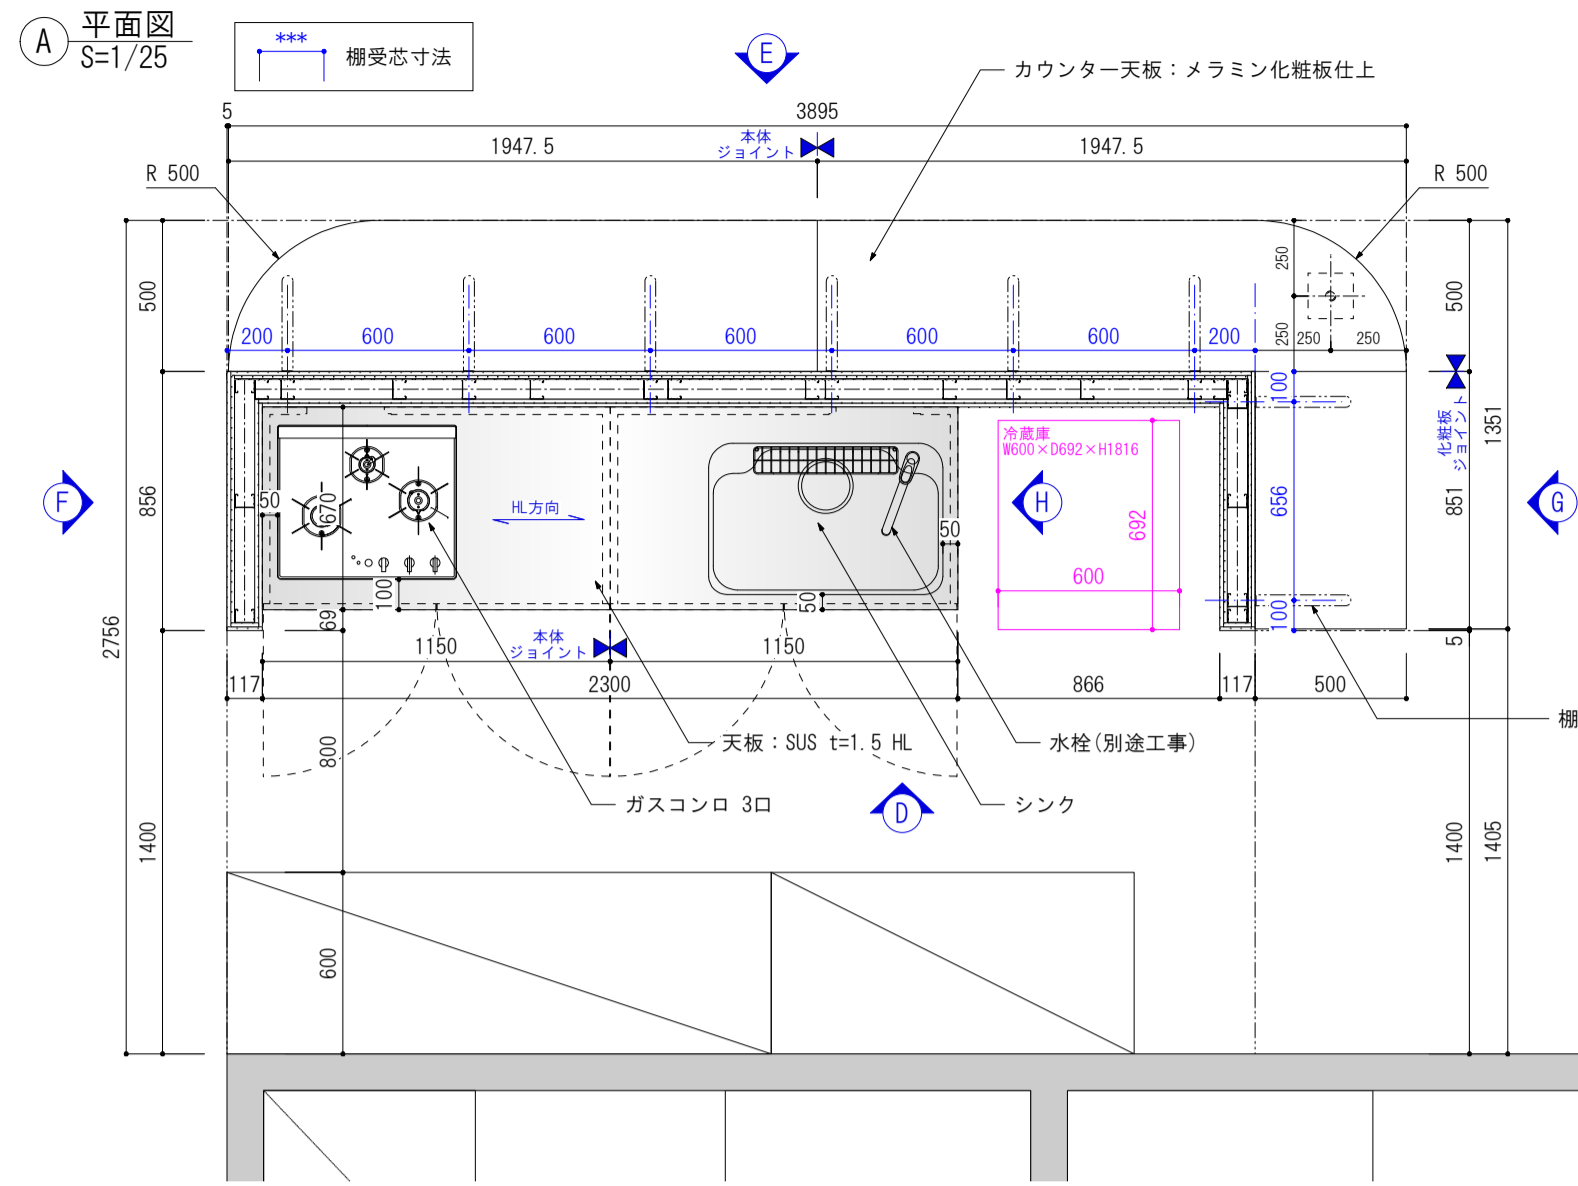 A 平面図
S=1/25
***
棚受芯寸法
E
カウンター天板：メラミン化粧板仕上
5
3895
1947.5
本体
ジョイント
1947.5
R 500
R 500
500
200
600
600
600
600
600
200
250
250
250
250
500
100
化粧板
ジョイント
1351
冷蔵庫
W600×D692×H1816
F
856
50
670
HL方向
50
H
692
656
851
G
600
100
50
69
100
5
2756
本体
ジョイント
1150
1150
117
2300
866
117
500
棚
800
天板：SUS t=1.5 HL
水栓(別途工事)
ガスコンロ 3口
D
シンク
1400
1400
1405
600